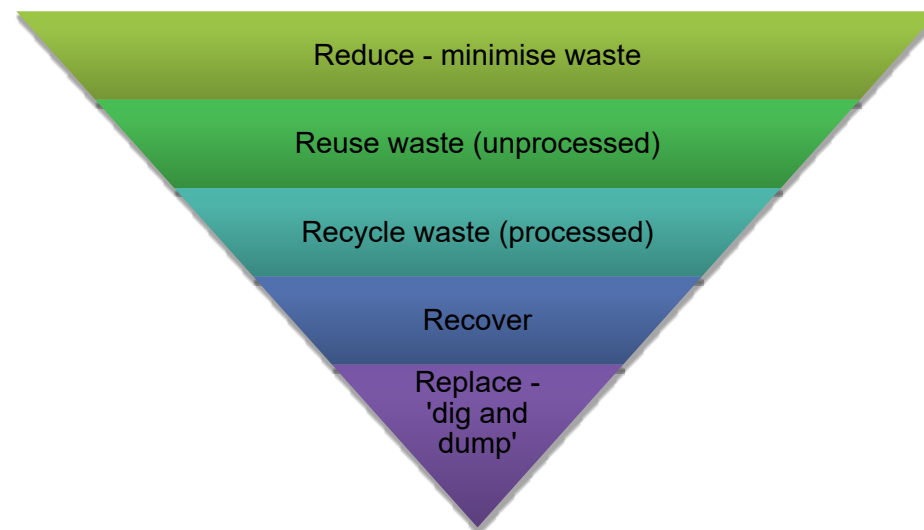 Reduce - minimise waste
Reuse waste (unprocessed)
Recycle waste (processed)
Recover
Replace -
'dig and
dump'